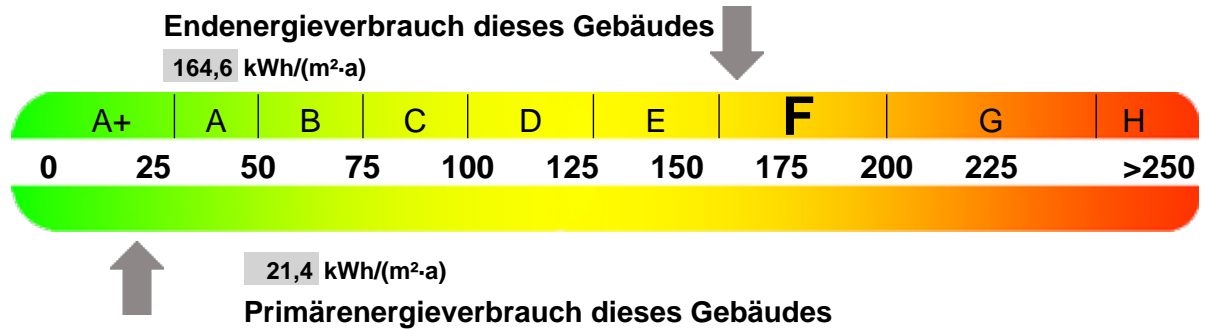 Endenergieverbrauch dieses Gebäudes
164,6 kWh/(m²·a)
A+ A B C D E F G H
0 25 50 75 100 125 150 175 200 225 >250
21,4 kWh/(m²·a)
Primärenergieverbrauch dieses Gebäudes